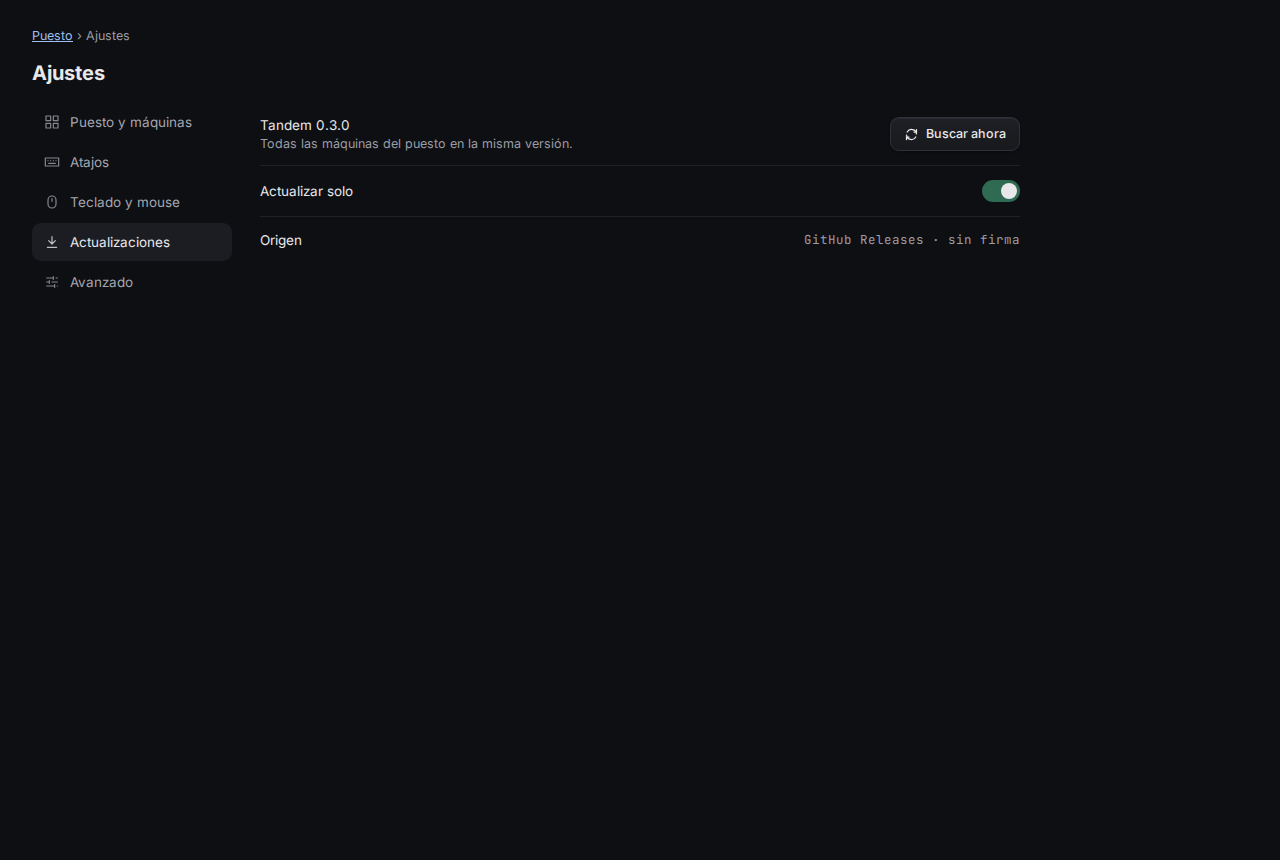 Puesto › Ajustes
Ajustes
Puesto y máquinas
Atajos
Teclado y mouse
Actualizaciones
Avanzado
Tandem 0.3.0
Todas las máquinas del puesto en la misma versión.
Buscar ahora
Actualizar solo
Origen
GitHub Releases · sin firma